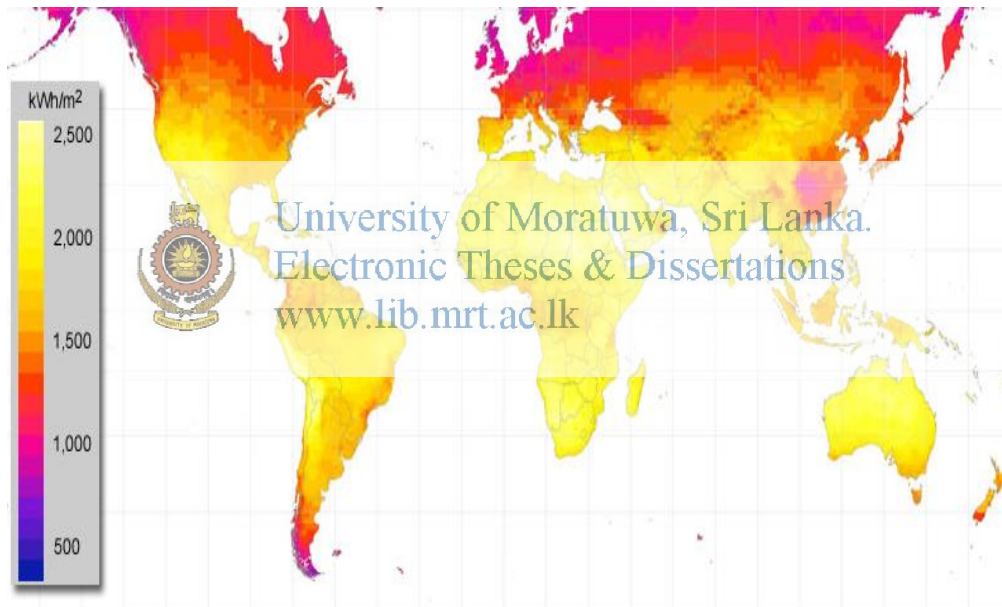 kWh/m²
2,500
2,000
1,500
1,000
500
University of Moratuwa, Sri Lanka.
Electronic Theses & Dissertations
www.lib.mrt.ac.lk